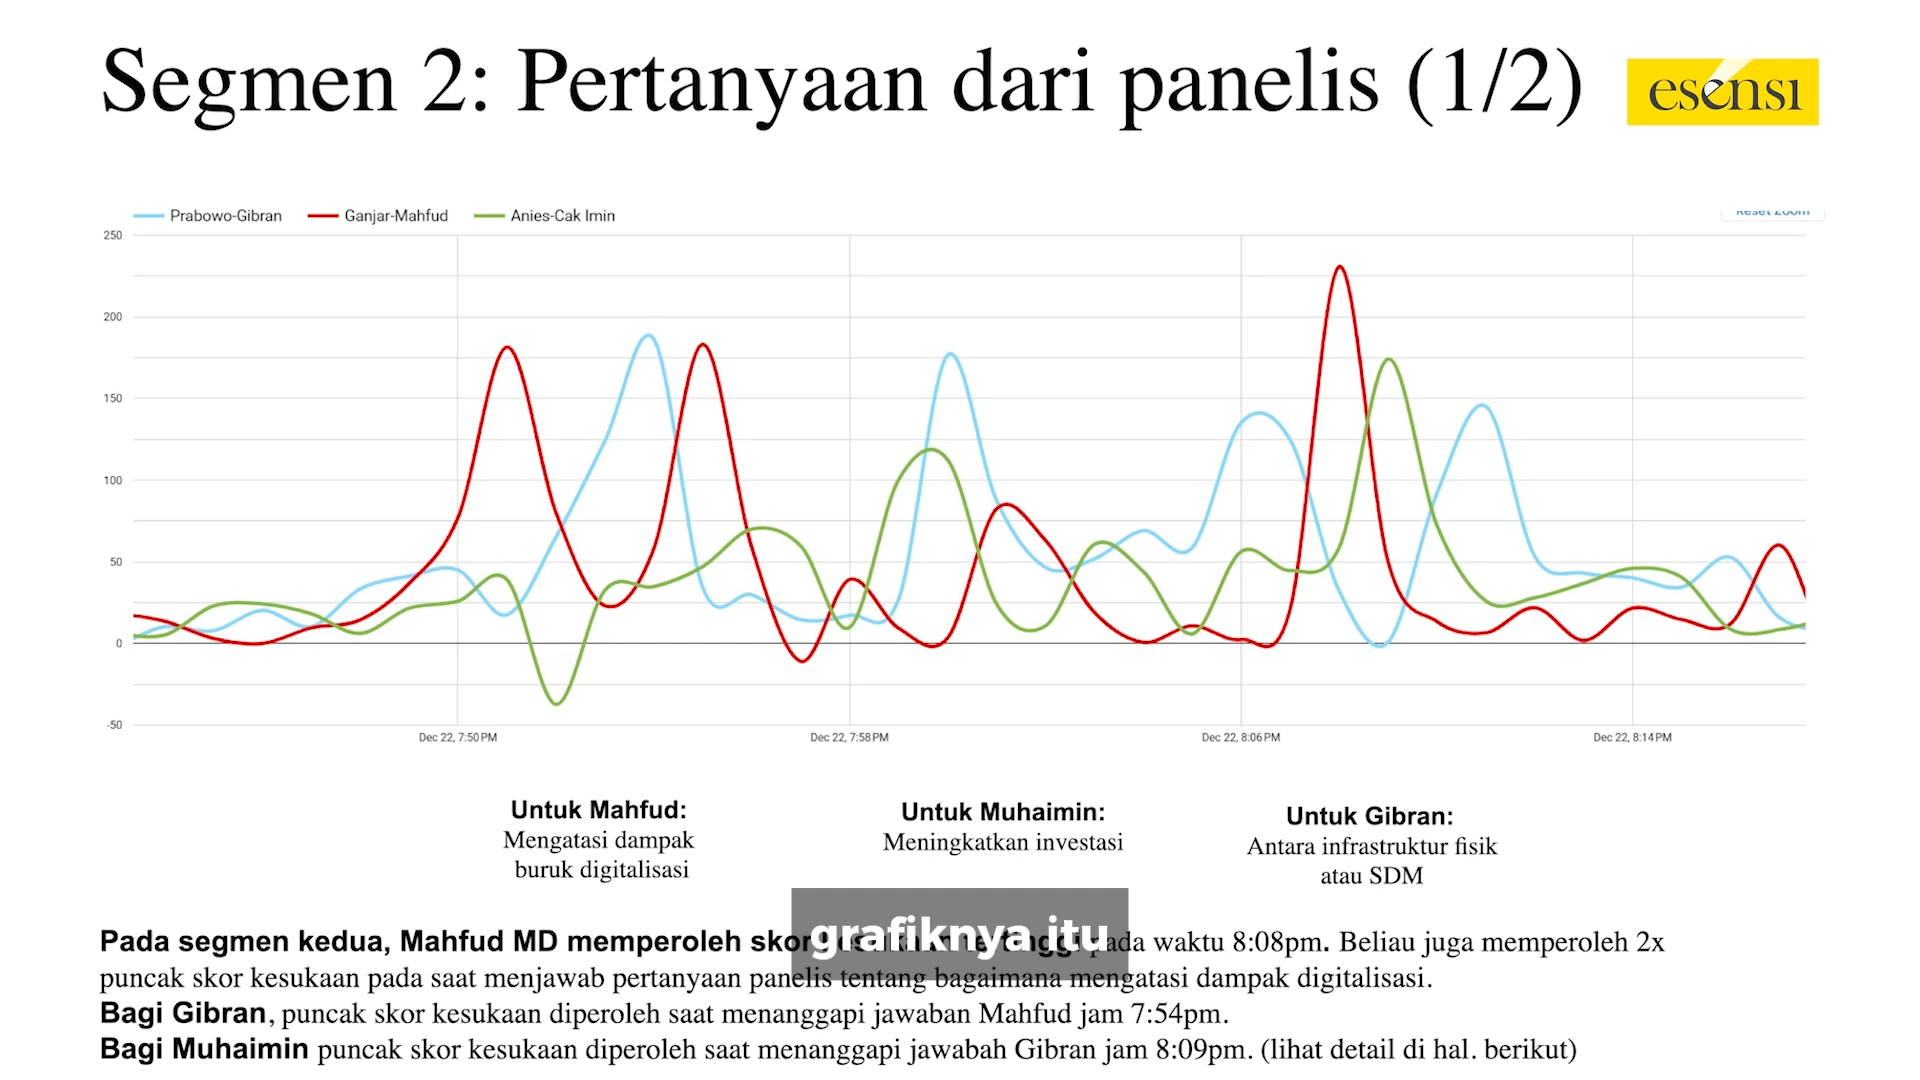 Segmen 2: Pertanyaan dari panelis (1/2)
esensi
Prabowo-Gibran
Ganjar-Mahfud
Anies-Cak Imin
Reset Zoom
250
200
150
100
50
0
-50
Dec 22, 7:50 PM
Dec 22, 7:58 PM
Dec 22, 8:06 PM
Dec 22, 8:14 PM
Untuk Mahfud:
Mengatasi dampak
buruk digitalisasi
Untuk Muhaimin:
Meningkatkan investasi
Untuk Gibran:
Antara infrastruktur fisik
atau SDM
Pada segmen kedua, Mahfud MD memperoleh skor pada waktu 8:08pm. Beliau juga memperoleh 2x
puncak skor kesukaan pada saat menjawab pertanyaan panelis tentang bagaimana mengatasi dampak digitalisasi.
Bagi Gibran, puncak skor kesukaan diperoleh saat menanggapi jawaban Mahfud jam 7:54pm.
Bagi Muhaimin puncak skor kesukaan diperoleh saat menanggapi jawabah Gibran jam 8:09pm. (lihat detail di hal. berikut)
grafiknya itu